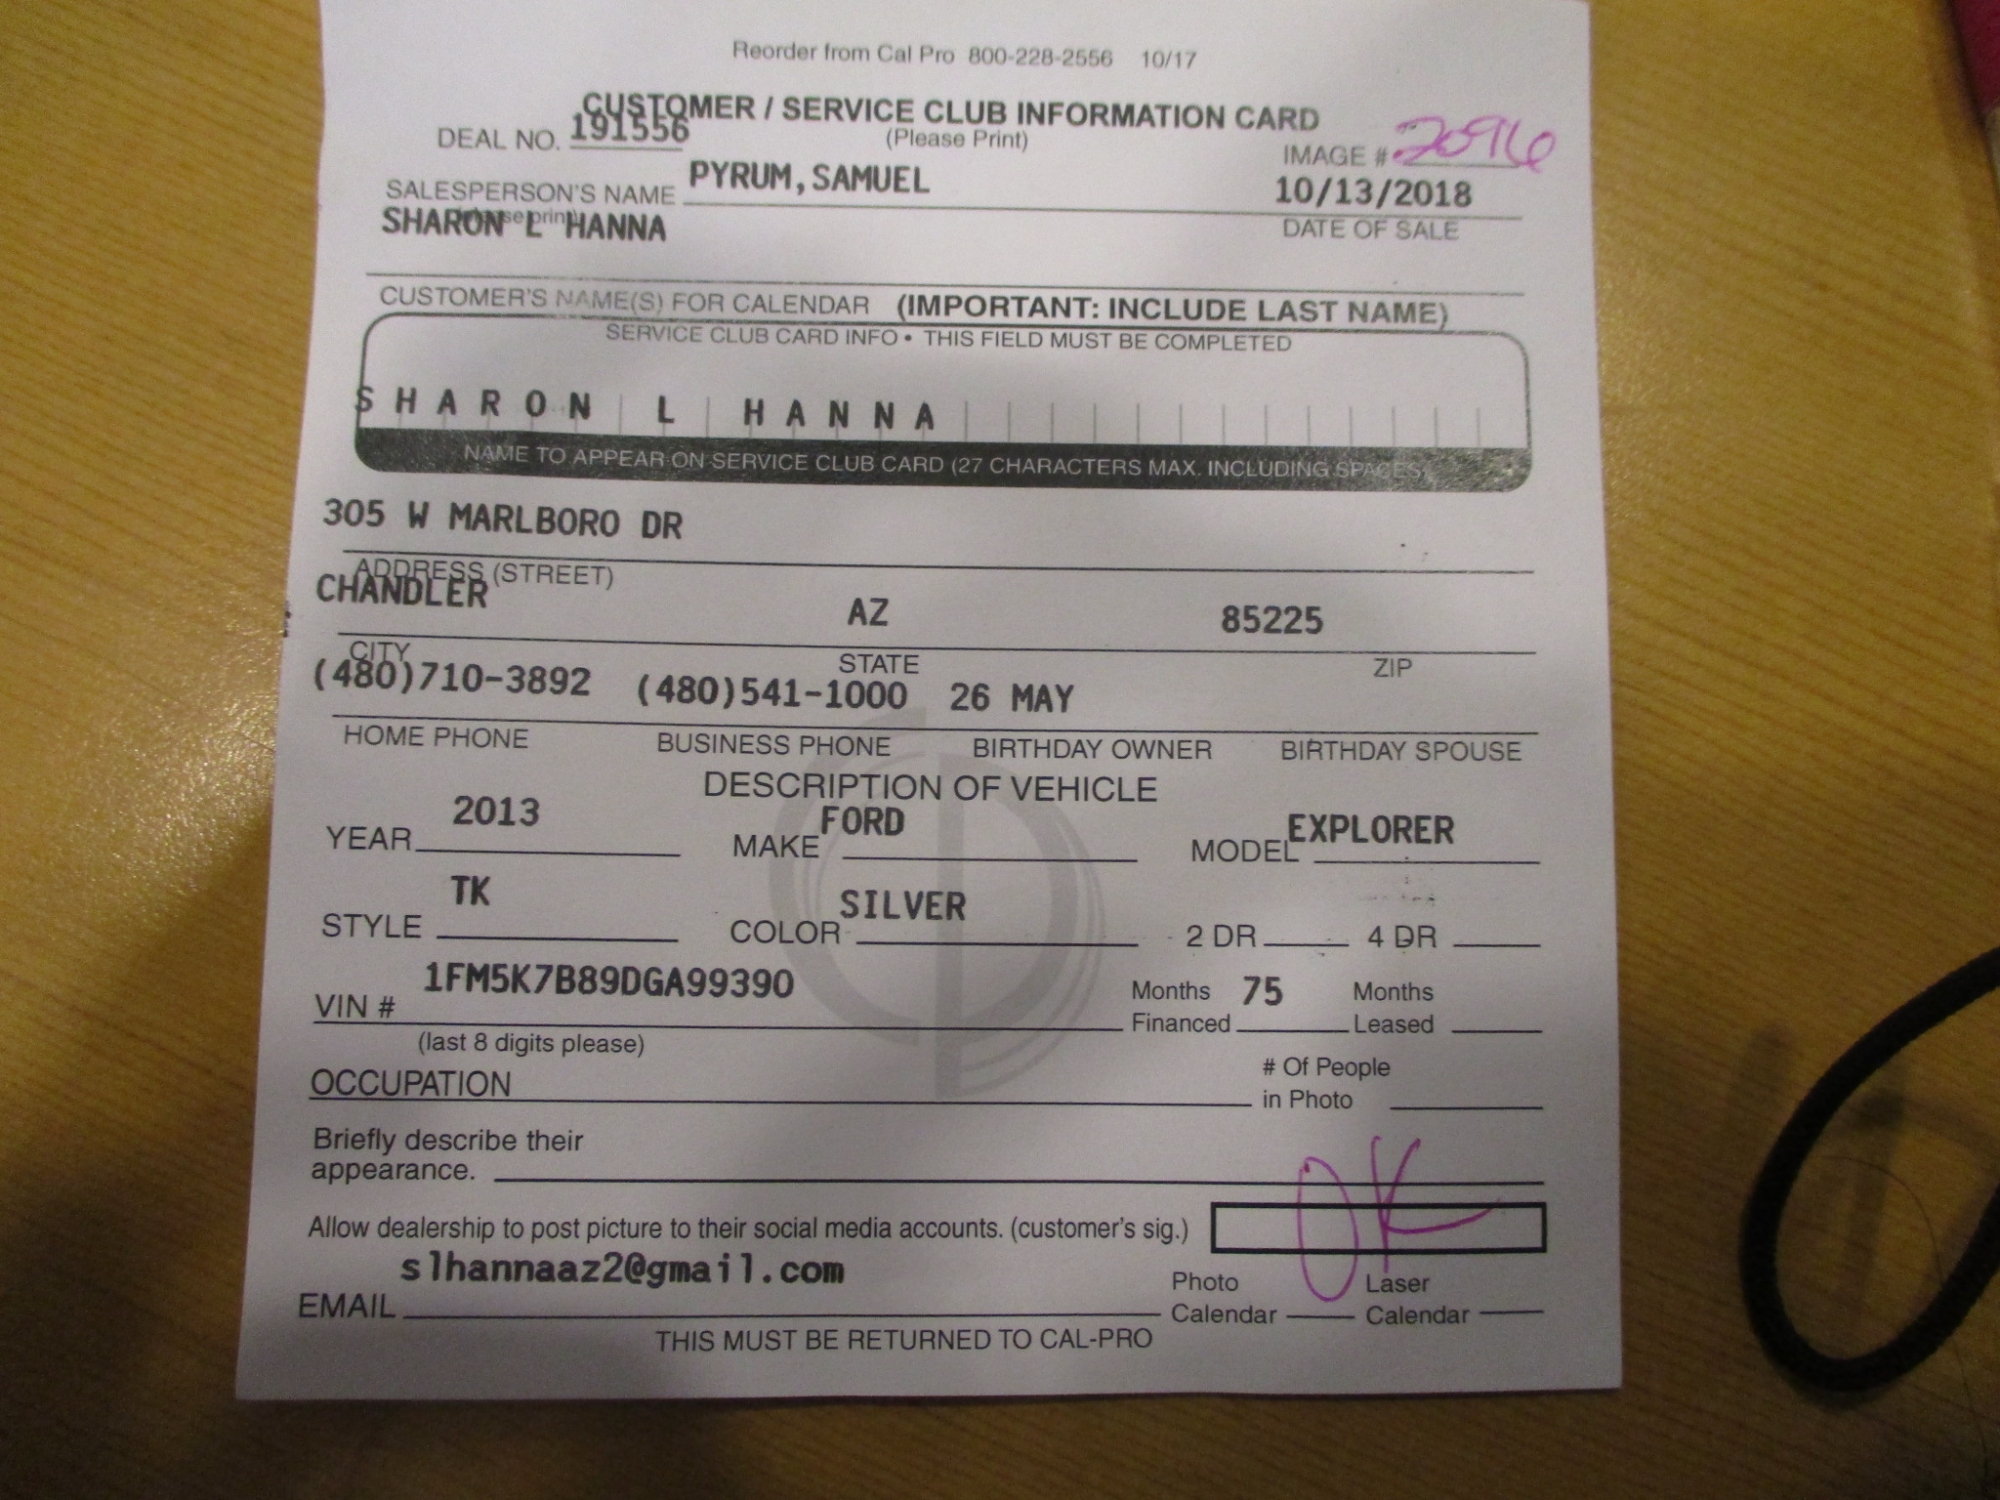 Reorder from Cal Pro 800-228-2556 10/17
CUSTOMER / SERVICE CLUB INFORMATION CARD
DEAL NO. 191556 (Please Print)
IMAGE # 2096
SALESPERSON'S NAME PYRUM, SAMUEL 10/13/2018
(please print) DATE OF SALE
SHARON L HANNA
CUSTOMER'S NAME(S) FOR CALENDAR (IMPORTANT: INCLUDE LAST NAME)
SERVICE CLUB CARD INFO • THIS FIELD MUST BE COMPLETED
SHARON L HANNA
NAME TO APPEAR ON SERVICE CLUB CARD (27 CHARACTERS MAX. INCLUDING SPACES)
305 W MARLBORO DR
ADDRESS (STREET)
CHANDLER AZ 85225
CITY STATE ZIP
(480)710-3892 (480)541-1000 26 MAY
HOME PHONE BUSINESS PHONE BIRTHDAY OWNER BIRTHDAY SPOUSE
DESCRIPTION OF VEHICLE
YEAR 2013 MAKE FORD MODEL EXPLORER
STYLE TK COLOR SILVER 2 DR 4 DR
VIN # 1FM5K7B89DGA99390 Months Financed 75 Months Leased
(last 8 digits please)
OCCUPATION # Of People in Photo
Briefly describe their
appearance.
Allow dealership to post picture to their social media accounts. (customer's sig.) OK
EMAIL slhannaaz2@gmail.com Photo Calendar Laser Calendar
THIS MUST BE RETURNED TO CAL-PRO